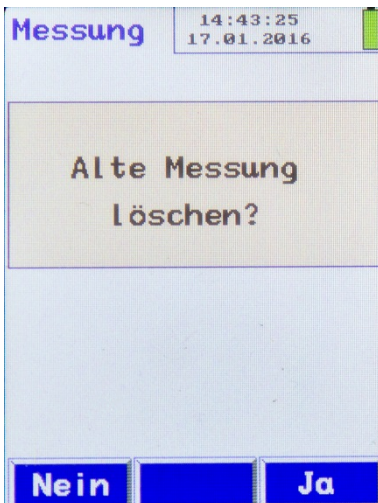 Messung
14:43:25
17.01.2016
Alte Messung
löschen?
Nein
Ja